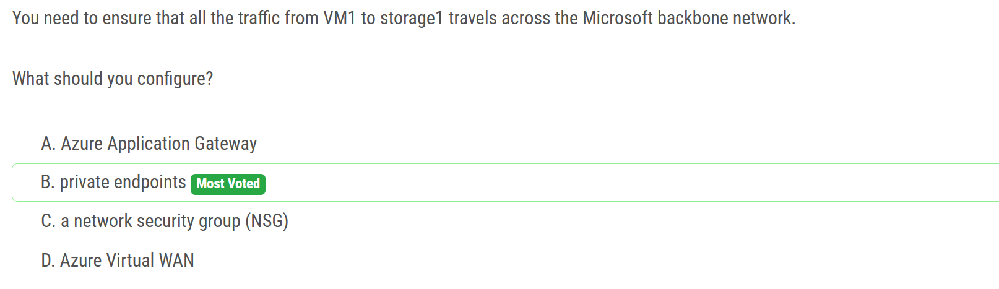 You need to ensure that all the traffic from VM1 to storage1 travels across the Microsoft backbone network.
What should you configure?
A. Azure Application Gateway
B. private endpoints Most Voted
C. a network security group (NSG)
D. Azure Virtual WAN